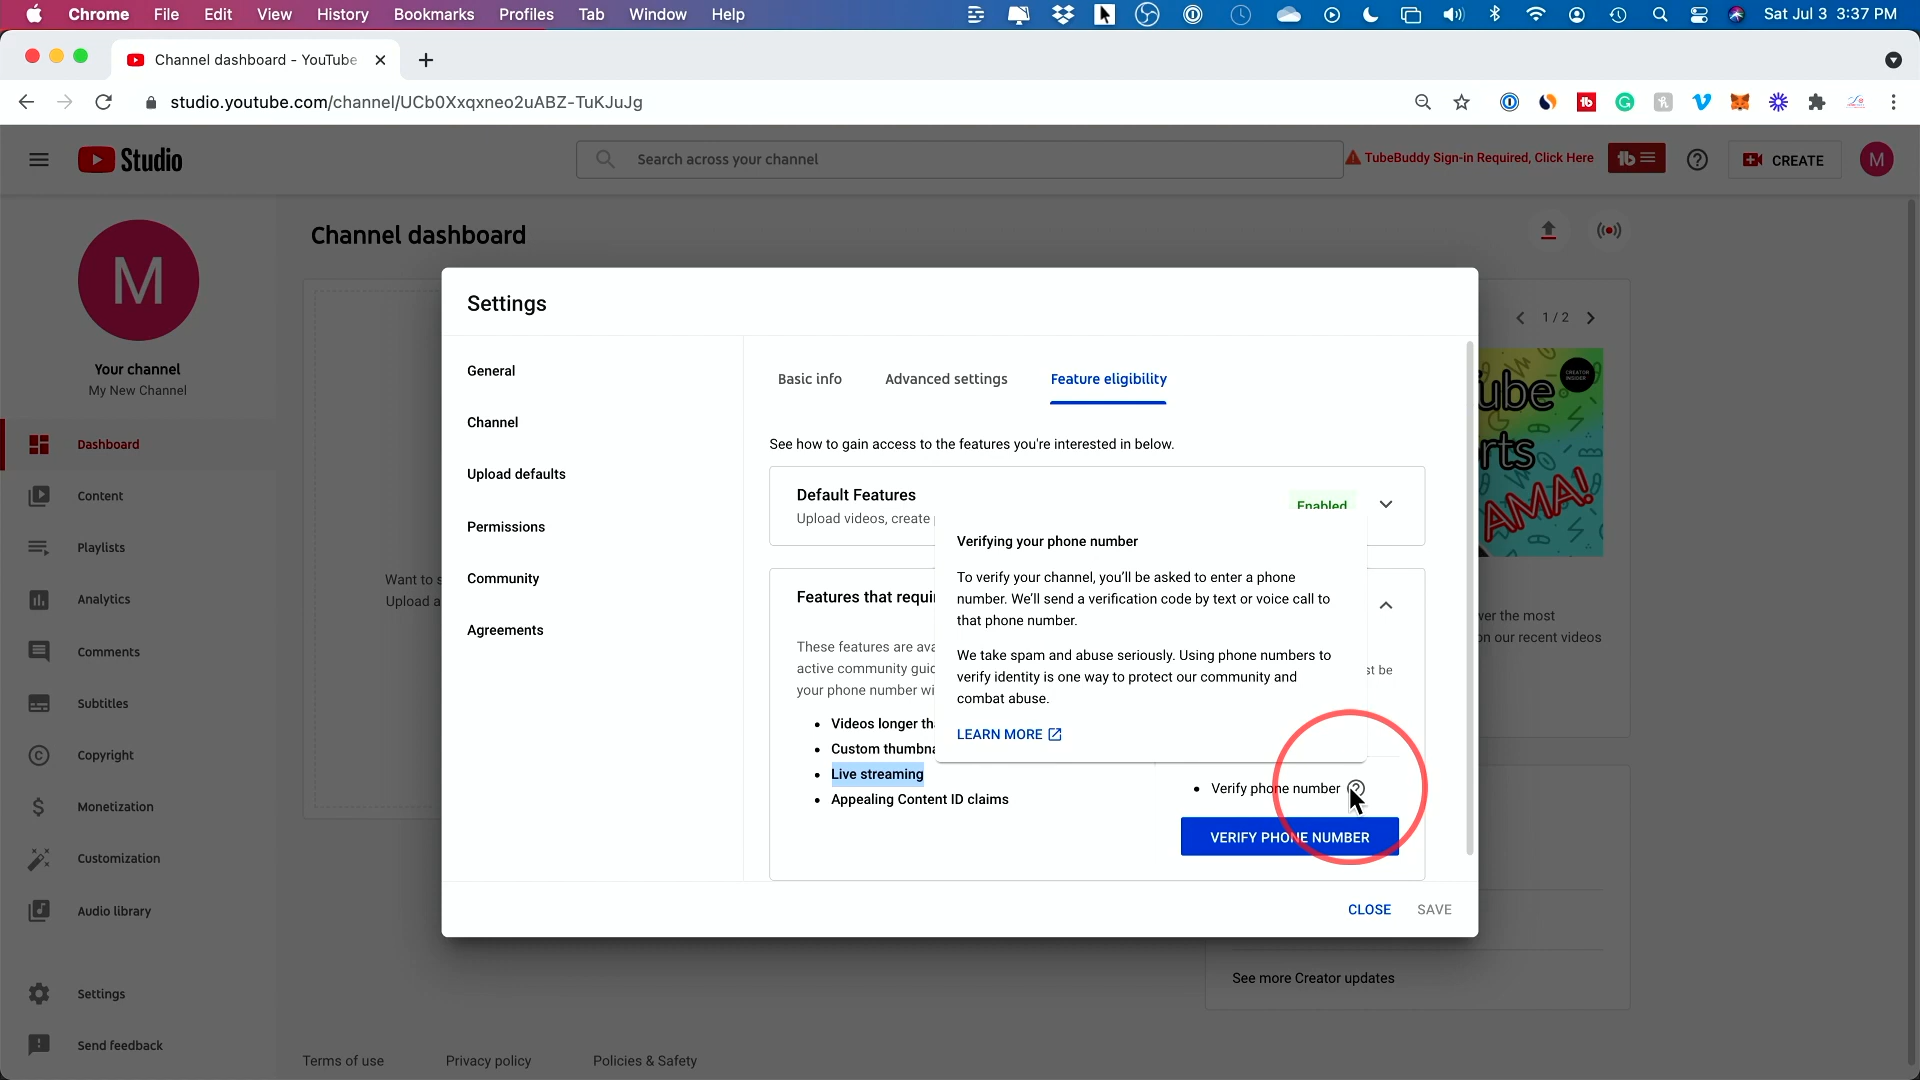 Chrome File Edit View History Bookmarks Profiles Tab Window Help
Sat Jul 3 3:37 PM
Channel dashboard - YouTube
studio.youtube.com/channel/UCb0Xxqxneo2uABZ-TuKJuJg
Studio
Search across your channel
TubeBuddy Sign-in Required, Click Here
tb
CREATE
M
M
Your channel
My New Channel
Dashboard
Content
Playlists
Analytics
Comments
Subtitles
Copyright
Monetization
Customization
Audio library
Settings
Send feedback
Channel dashboard
Want to s
Upload a
Settings
General
Channel
Upload defaults
Permissions
Community
Agreements
Basic info
Advanced settings
Feature eligibility
See how to gain access to the features you're interested in below.
Default Features
Enabled
Upload videos, create
Features that requir
These features are ava
active community guid
st be
your phone number wi
Videos longer tha
Custom thumbna
Live streaming
Appealing Content ID claims
Verifying your phone number
To verify your channel, you'll be asked to enter a phone
number. We'll send a verification code by text or voice call to
that phone number.
We take spam and abuse seriously. Using phone numbers to
verify identity is one way to protect our community and
combat abuse.
LEARN MORE
Verify phone number
VERIFY PHONE NUMBER
CLOSE
SAVE
1 / 2
CREATOR
INSIDER
ube
rts
AMA!
ver the most
on our recent videos
See more Creator updates
Terms of use
Privacy policy
Policies & Safety